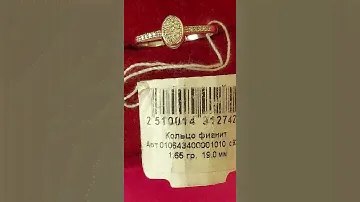 2 510014 312742
Кольцо фианит
Арт 010643400001010
1.65 гр. 19.0 мм